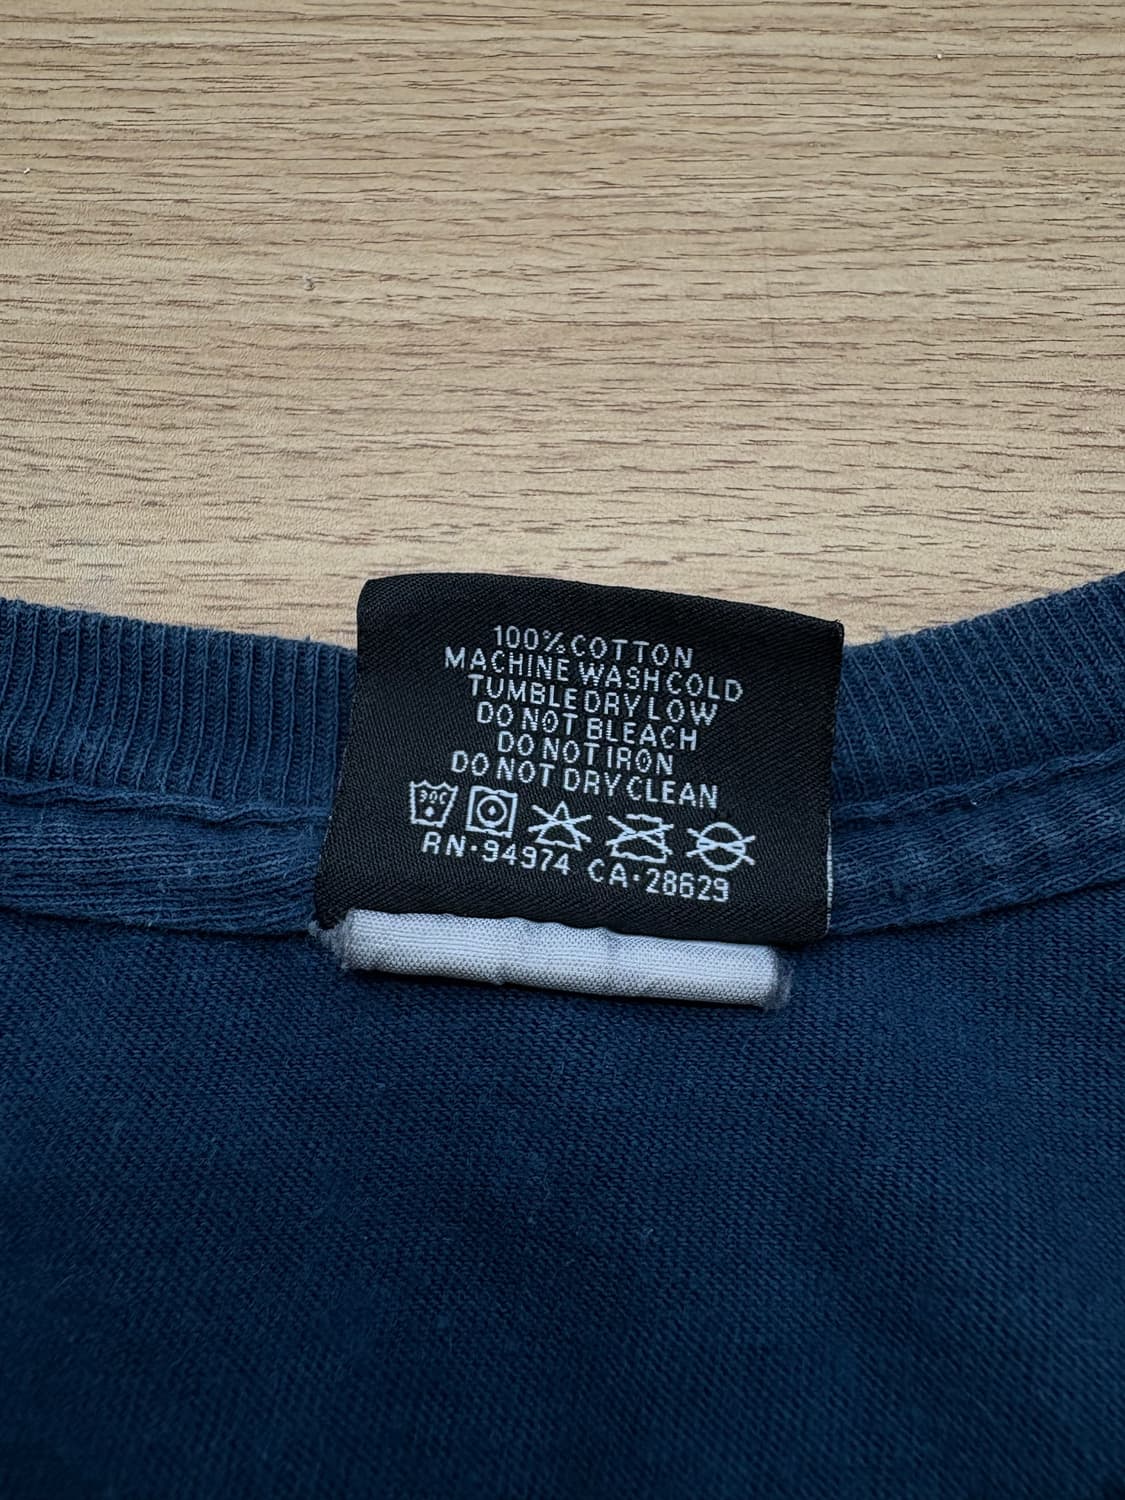 100% COTTON
MACHINE WASH COLD
TUMBLE DRY LOW
DO NOT BLEACH
DO NOT IRON
DO NOT DRY CLEAN
30C
RN·94974 CA·28629